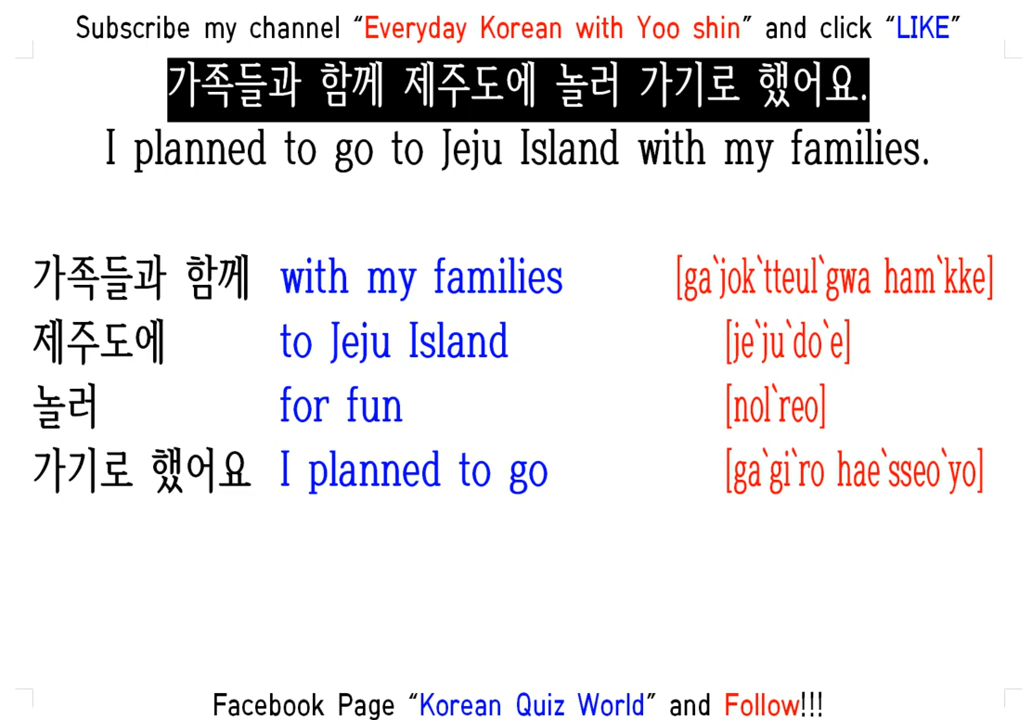 Subscribe my channel “Everyday Korean with Yoo shin” and click “LIKE”
가족들과 함께 제주도에 놀러 가기로 했어요.
I planned to go to Jeju Island with my families.
가족들과 함께 with my families [ga`jok`tteul`gwa ham`kke]
제주도에 to Jeju Island [je`ju`do`e]
놀러 for fun [nol`reo]
가기로 했어요 I planned to go [ga`gi`ro hae`sseo`yo]
Facebook Page “Korean Quiz World” and Follow!!!